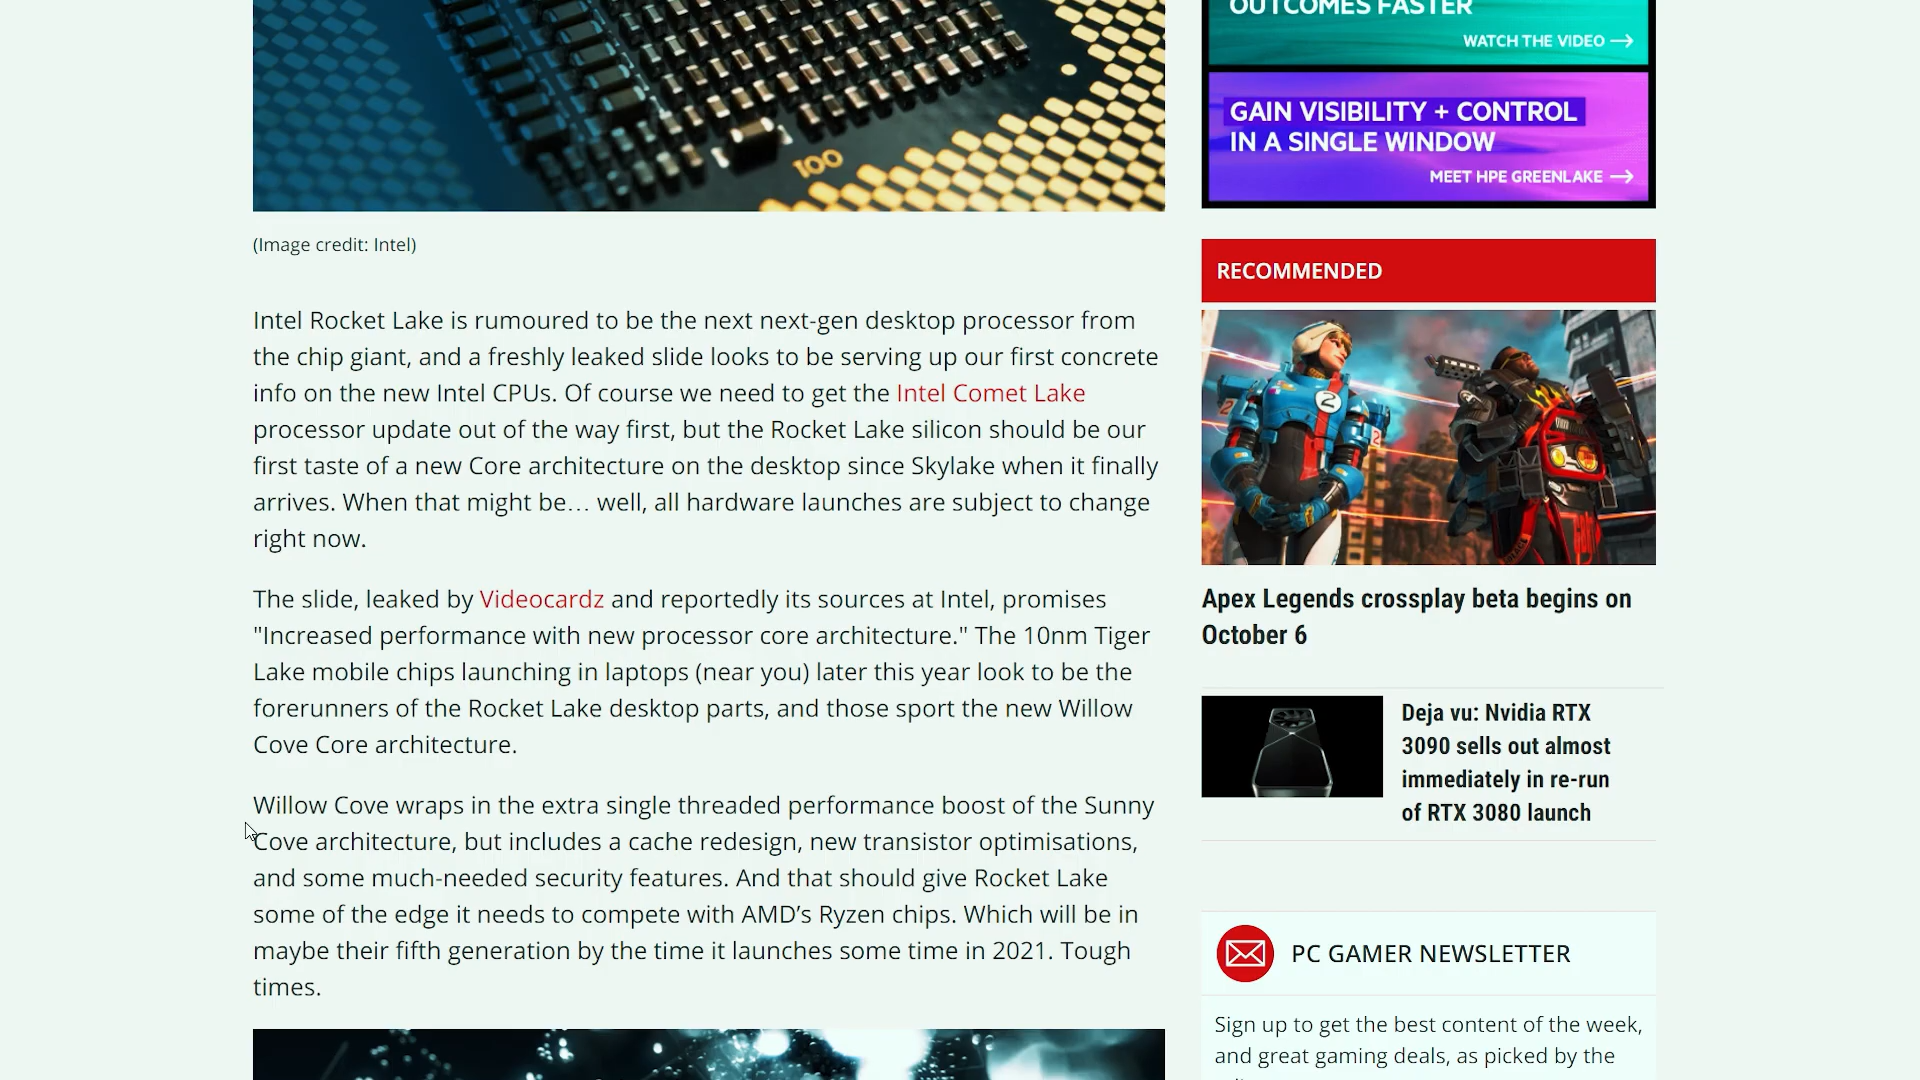 OUTCOMES FASTER
WATCH THE VIDEO
GAIN VISIBILITY + CONTROL
IN A SINGLE WINDOW
MEET HPE GREENLAKE
100
(Image credit: Intel)
Intel Rocket Lake is rumoured to be the next next-gen desktop processor from
the chip giant, and a freshly leaked slide looks to be serving up our first concrete
info on the new Intel CPUs. Of course we need to get the Intel Comet Lake
processor update out of the way first, but the Rocket Lake silicon should be our
first taste of a new Core architecture on the desktop since Skylake when it finally
arrives. When that might be… well, all hardware launches are subject to change
right now.
The slide, leaked by Videocardz and reportedly its sources at Intel, promises
"Increased performance with new processor core architecture." The 10nm Tiger
Lake mobile chips launching in laptops (near you) later this year look to be the
forerunners of the Rocket Lake desktop parts, and those sport the new Willow
Cove Core architecture.
Willow Cove wraps in the extra single threaded performance boost of the Sunny
Cove architecture, but includes a cache redesign, new transistor optimisations,
and some much-needed security features. And that should give Rocket Lake
some of the edge it needs to compete with AMD’s Ryzen chips. Which will be in
maybe their fifth generation by the time it launches some time in 2021. Tough
times.
RECOMMENDED
2
2
Apex Legends crossplay beta begins on
October 6
Deja vu: Nvidia RTX
3090 sells out almost
immediately in re-run
of RTX 3080 launch
PC GAMER NEWSLETTER
Sign up to get the best content of the week,
and great gaming deals, as picked by the